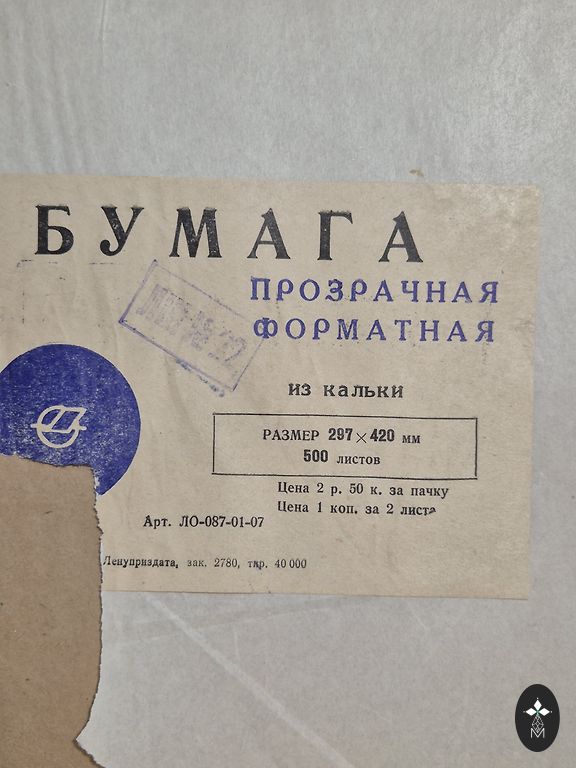 БУМАГА
ПРОЗРАЧНАЯ
ФОРМАТНАЯ
ИЗ КАЛЬКИ
РАЗМЕР 297×420 мм
500 листов
Цена 2 р. 50 к. за пачку
Цена 1 коп. за 2 листа
Арт. ЛО-087-01-07
Ленуприздата, зак. 2780, тир. 40 000
M